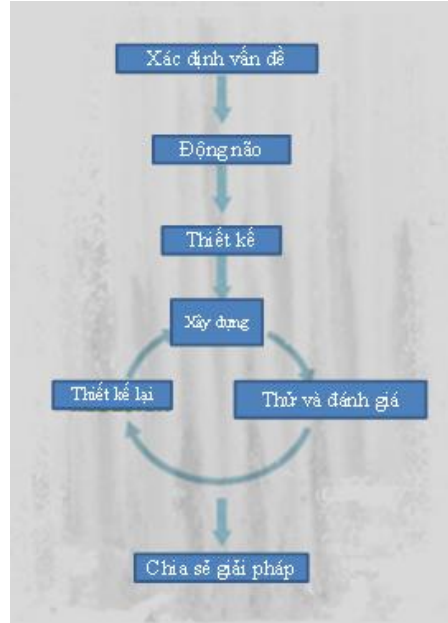 Xác định vấn đề
Động não
Thiết kế
Xây dựng
Thiết kế lại
Thử và đánh giá
Chia sẻ giải pháp